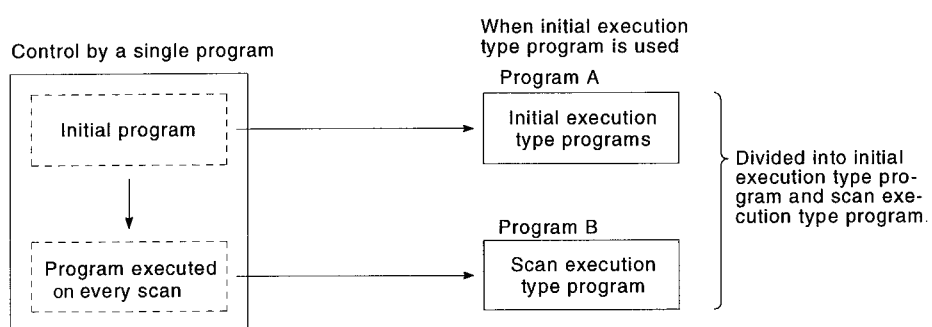 Control by a single program
Initial program
Program executed
on every scan
When initial execution
type program is used
Program A
Initial execution
type programs
Program B
Scan execution
type program
Divided into initial
execution type pro-
gram and scan exe-
cution type program.